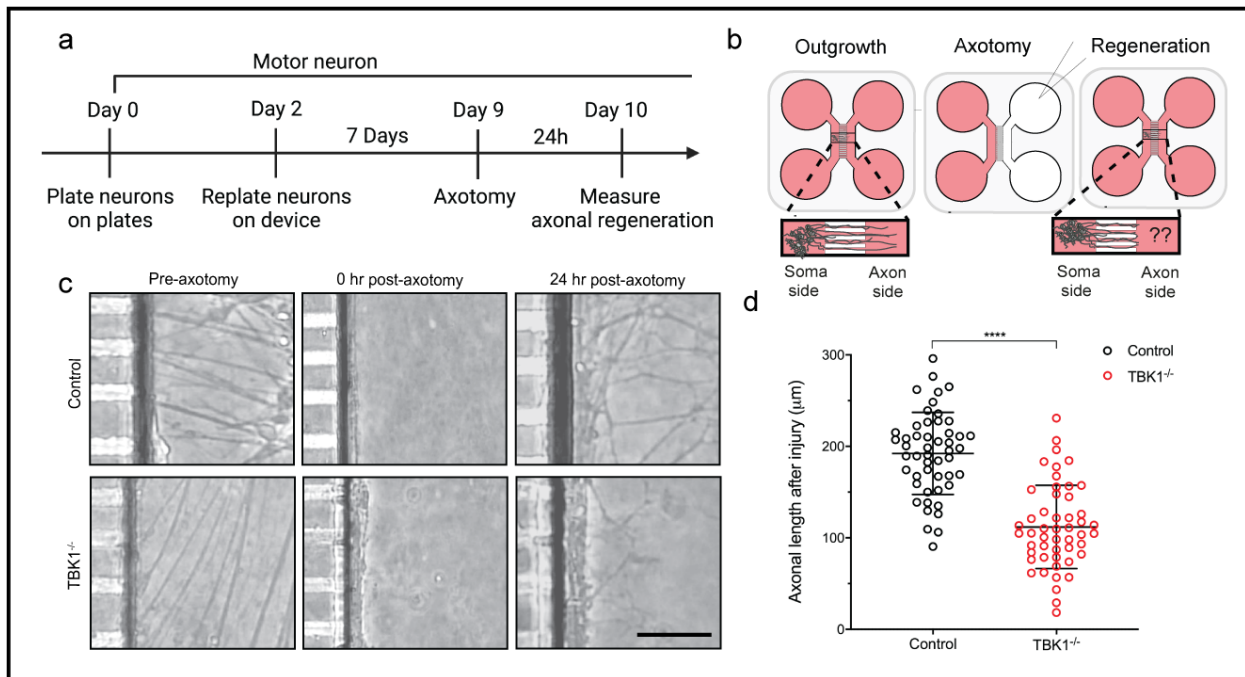 a
Motor neuron
Day 0
Day 2
Day 9
Day 10
7 Days
24h
Plate neurons
on plates
Replate neurons
on device
Axotomy
Measure
axonal regeneration
b
Outgrowth
Axotomy
Regeneration
??
Soma
side
Axon
side
Soma
side
Axon
side
c
Pre-axotomy
0 hr post-axotomy
24 hr post-axotomy
Control
TBK1⁻/⁻
d
****
Control
TBK1⁻/⁻
Axonal length after injury (μm)
300
200
100
0
Control
TBK1⁻/⁻